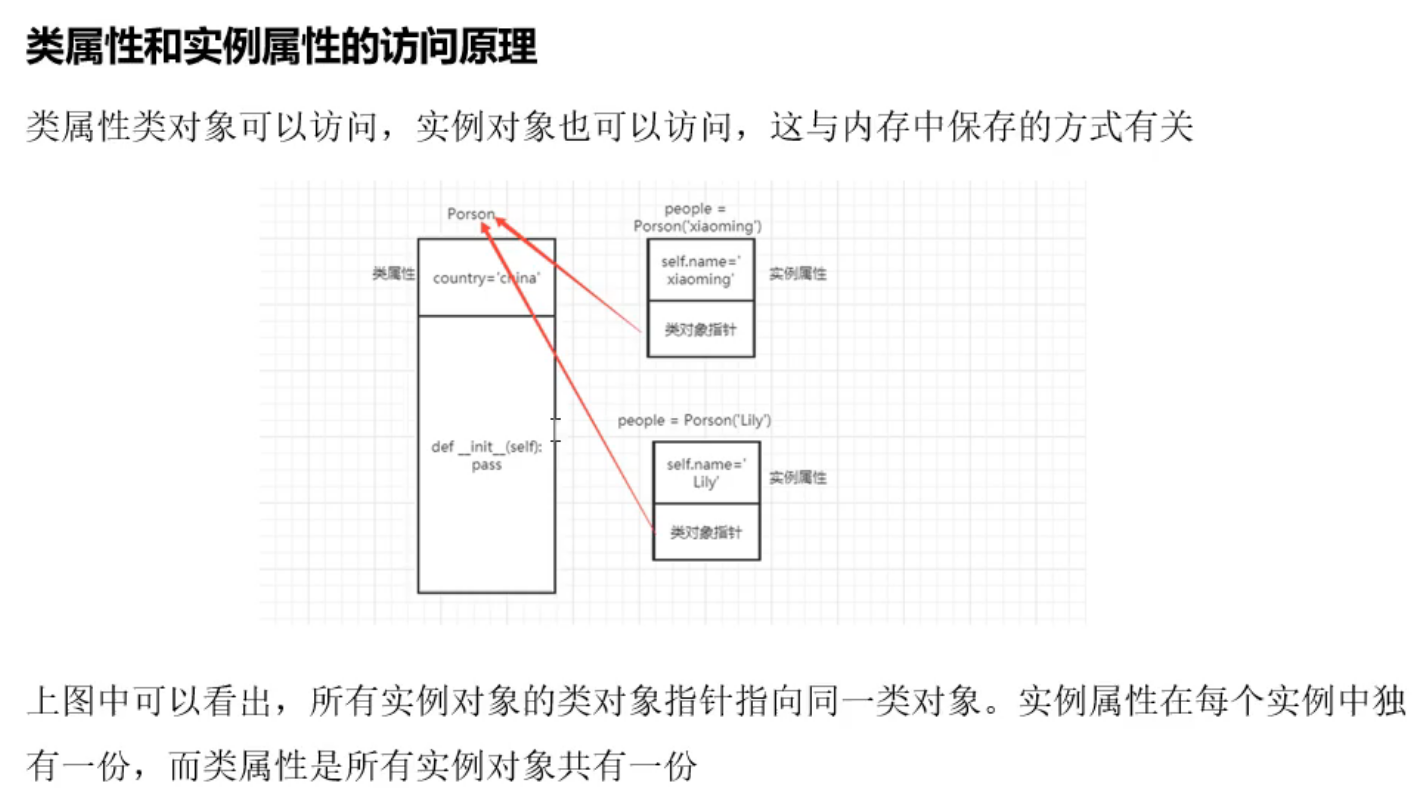 类属性和实例属性的访问原理
类属性类对象可以访问，实例对象也可以访问，这与内存中保存的方式有关
Porson
类属性
country='china'
def __init__(self):
pass
people =
Porson('xiaoming')
self.name='
xiaoming'
实例属性
类对象指针
people = Porson('Lily')
self.name='
Lily'
实例属性
类对象指针
上图中可以看出，所有实例对象的类对象指针指向同一类对象。实例属性在每个实例中独
有一份，而类属性是所有实例对象共有一份